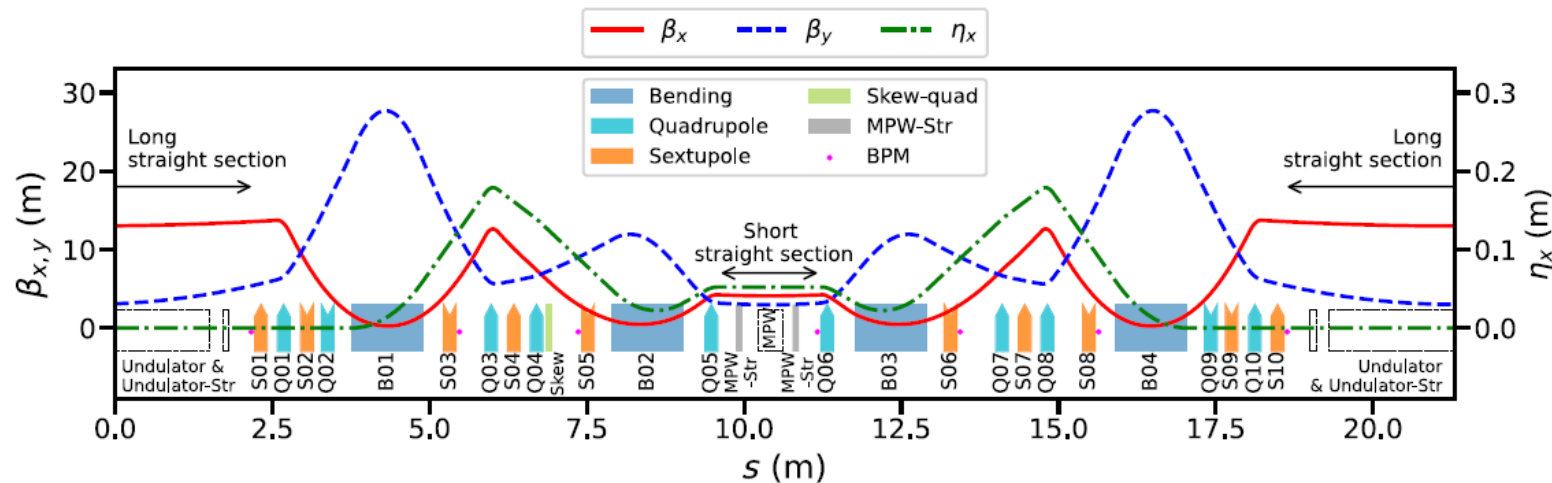 βx βy ηx
Bending Skew-quad
Quadrupole MPW-Str
Sextupole BPM
30
20
10
0
βx,y (m)
0.3
0.2
0.1
0.0
ηx (m)
Long
straight section
Short
straight section
Long
straight section
MPW
Undulator &
Undulator-Str
S01
Q01
S02
Q02
B01
S03
Q03
S04
Q04
Skew
S05
B02
Q05
MPW
-Str
MPW
-Str
Q06
B03
S06
Q07
S07
Q08
S08
B04
Q09
S09
Q10
S10
Undulator
& Undulator-Str
0.0 2.5 5.0 7.5 10.0 12.5 15.0 17.5 20.0
s (m)